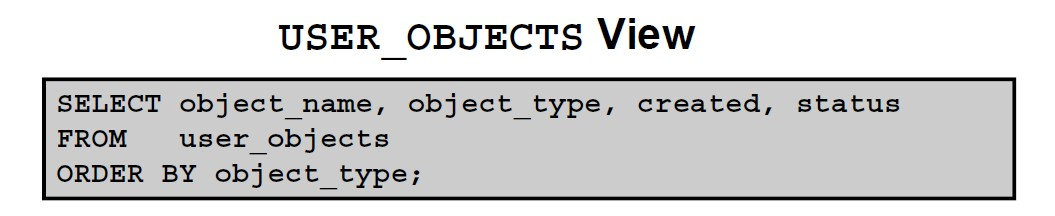 USER_OBJECTS View
SELECT object_name, object_type, created, status
FROM   user_objects
ORDER BY object_type;